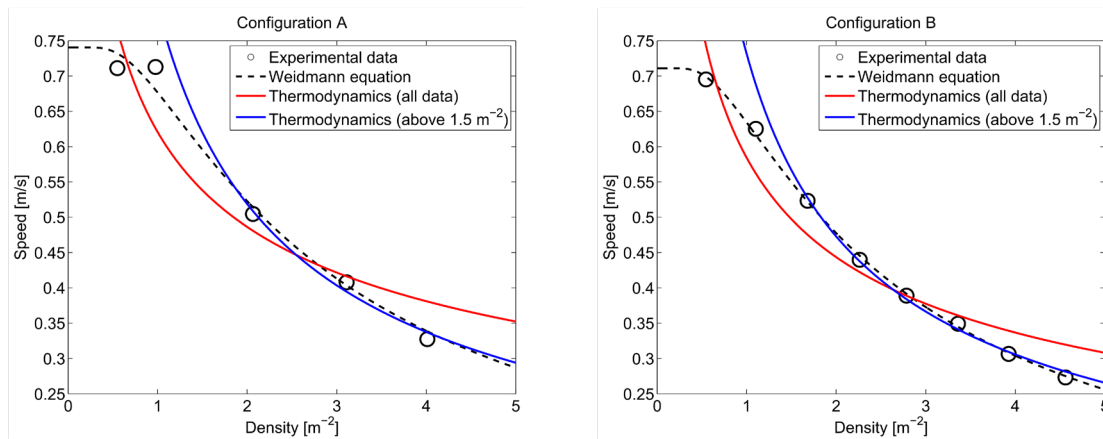 Configuration A
0.75
0.7
0.65
0.6
0.55
0.5
0.45
0.4
0.35
0.3
0.25
Speed [m/s]
Experimental data
Weidmann equation
Thermodynamics (all data)
Thermodynamics (above 1.5 m⁻²)
0 1 2 3 4 5
Density [m⁻²]
Configuration B
0.75
0.7
0.65
0.6
0.55
0.5
0.45
0.4
0.35
0.3
0.25
Speed [m/s]
Experimental data
Weidmann equation
Thermodynamics (all data)
Thermodynamics (above 1.5 m⁻²)
0 1 2 3 4 5
Density [m⁻²]